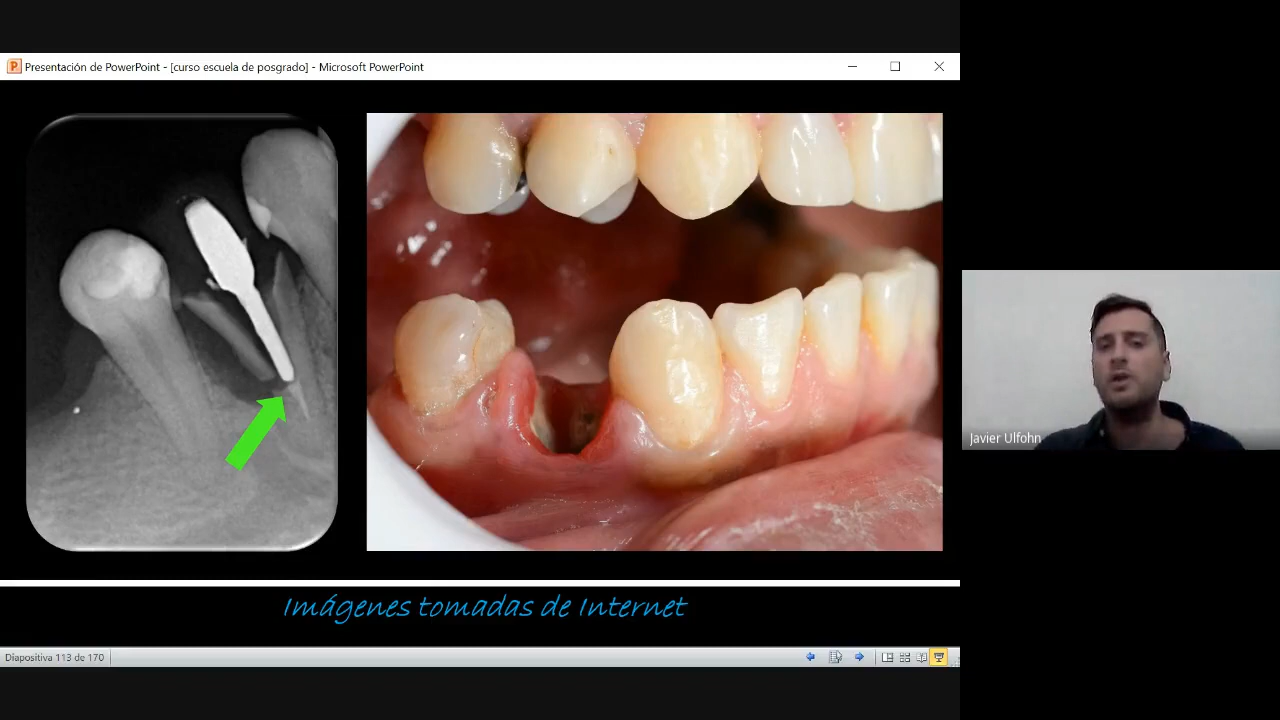 Presentación de PowerPoint - [curso escuela de posgrado] - Microsoft PowerPoint
Javier Ulfohn
Imágenes tomadas de Internet
Diapositiva 113 de 170